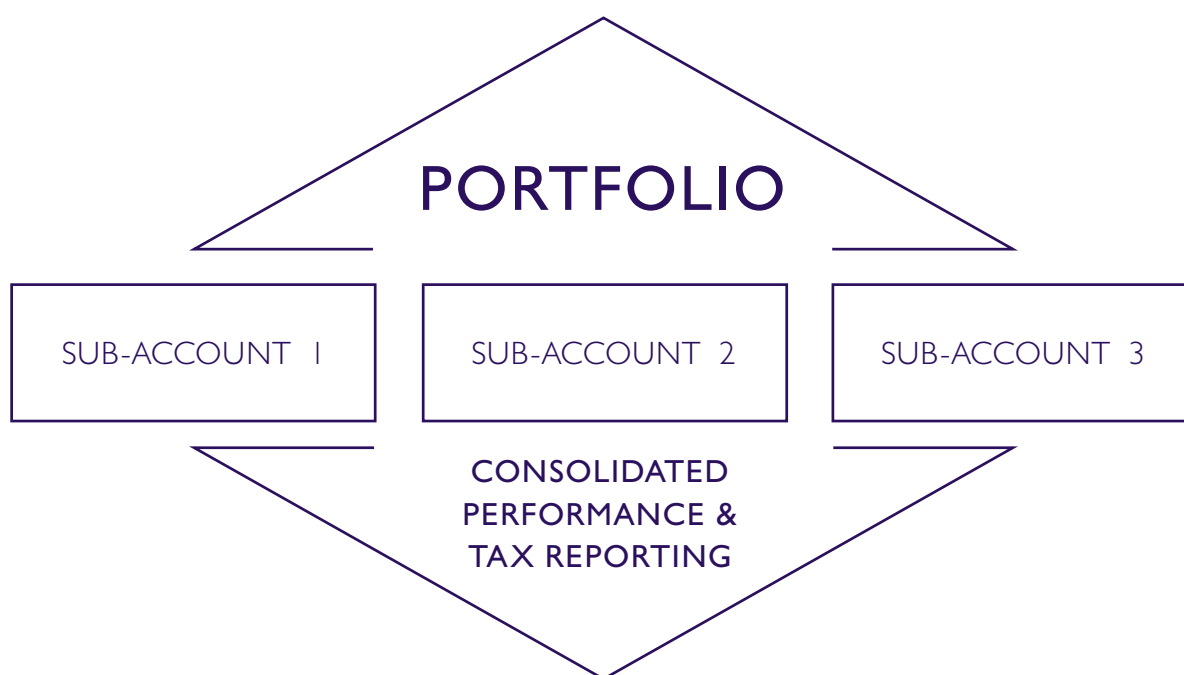 PORTFOLIO
SUB-ACCOUNT 1
SUB-ACCOUNT 2
SUB-ACCOUNT 3
CONSOLIDATED
PERFORMANCE &
TAX REPORTING